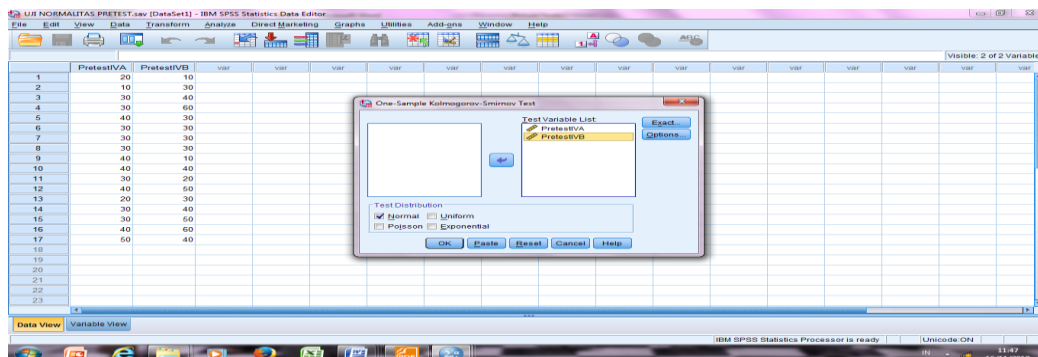 UJI NORMALITAS PRETEST.sav [DataSet1] - IBM SPSS Statistics Data Editor
File Edit View Data Transform Analyze Direct Marketing Graphs Utilities Add-ons Window Help
Visible: 2 of 2 Variable
PretestIVA PretestIVB var var var var var var var var var var var var var
1 20 10
2 10 30
3 30 40
4 30 60
5 40 30
6 30 30
7 30 30
8 30 30
9 40 10
10 40 40
11 30 20
12 40 50
13 20 30
14 30 40
15 30 50
16 40 60
17 50 40
18
19
20
21
22
23
One-Sample Kolmogorov-Smirnov Test
Test Variable List:
PretestIVA
PretestIVB
Exact...
Options...
Test Distribution
Normal Uniform
Poisson Exponential
OK Paste Reset Cancel Help
Data View Variable View
IBM SPSS Statistics Processor is ready Unicode:ON
IN 11:47